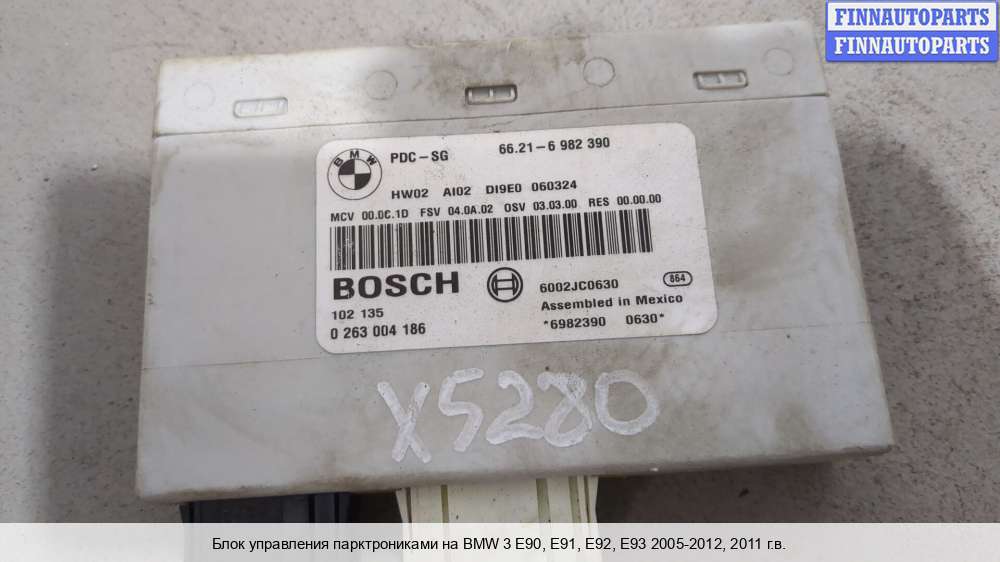 FINNAUTOPARTS
FINNAUTOPARTS
BMW
PDC-SG 66.21-6 982 390
HW02 AI02 DI9E0 060324
MCV 00.0C.1D FSV 04.0A.02 OSV 03.03.00 RES 00.00.00
BOSCH 6002JC0630 864
Assembled in Mexico
102 135
0 263 004 186 *6982390 0630*
X5280
Блок управления парктрониками на BMW 3 E90, E91, E92, E93 2005-2012, 2011 г.в.